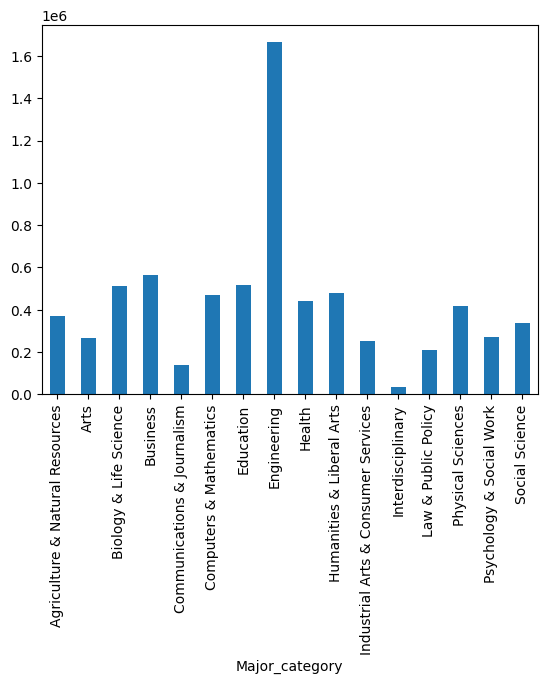 1e6
1.6
1.4
1.2
1.0
0.8
0.6
0.4
0.2
0.0
Agriculture & Natural Resources
Arts
Biology & Life Science
Business
Communications & Journalism
Computers & Mathematics
Education
Engineering
Health
Humanities & Liberal Arts
Industrial Arts & Consumer Services
Interdisciplinary
Law & Public Policy
Physical Sciences
Psychology & Social Work
Social Science
Major_category